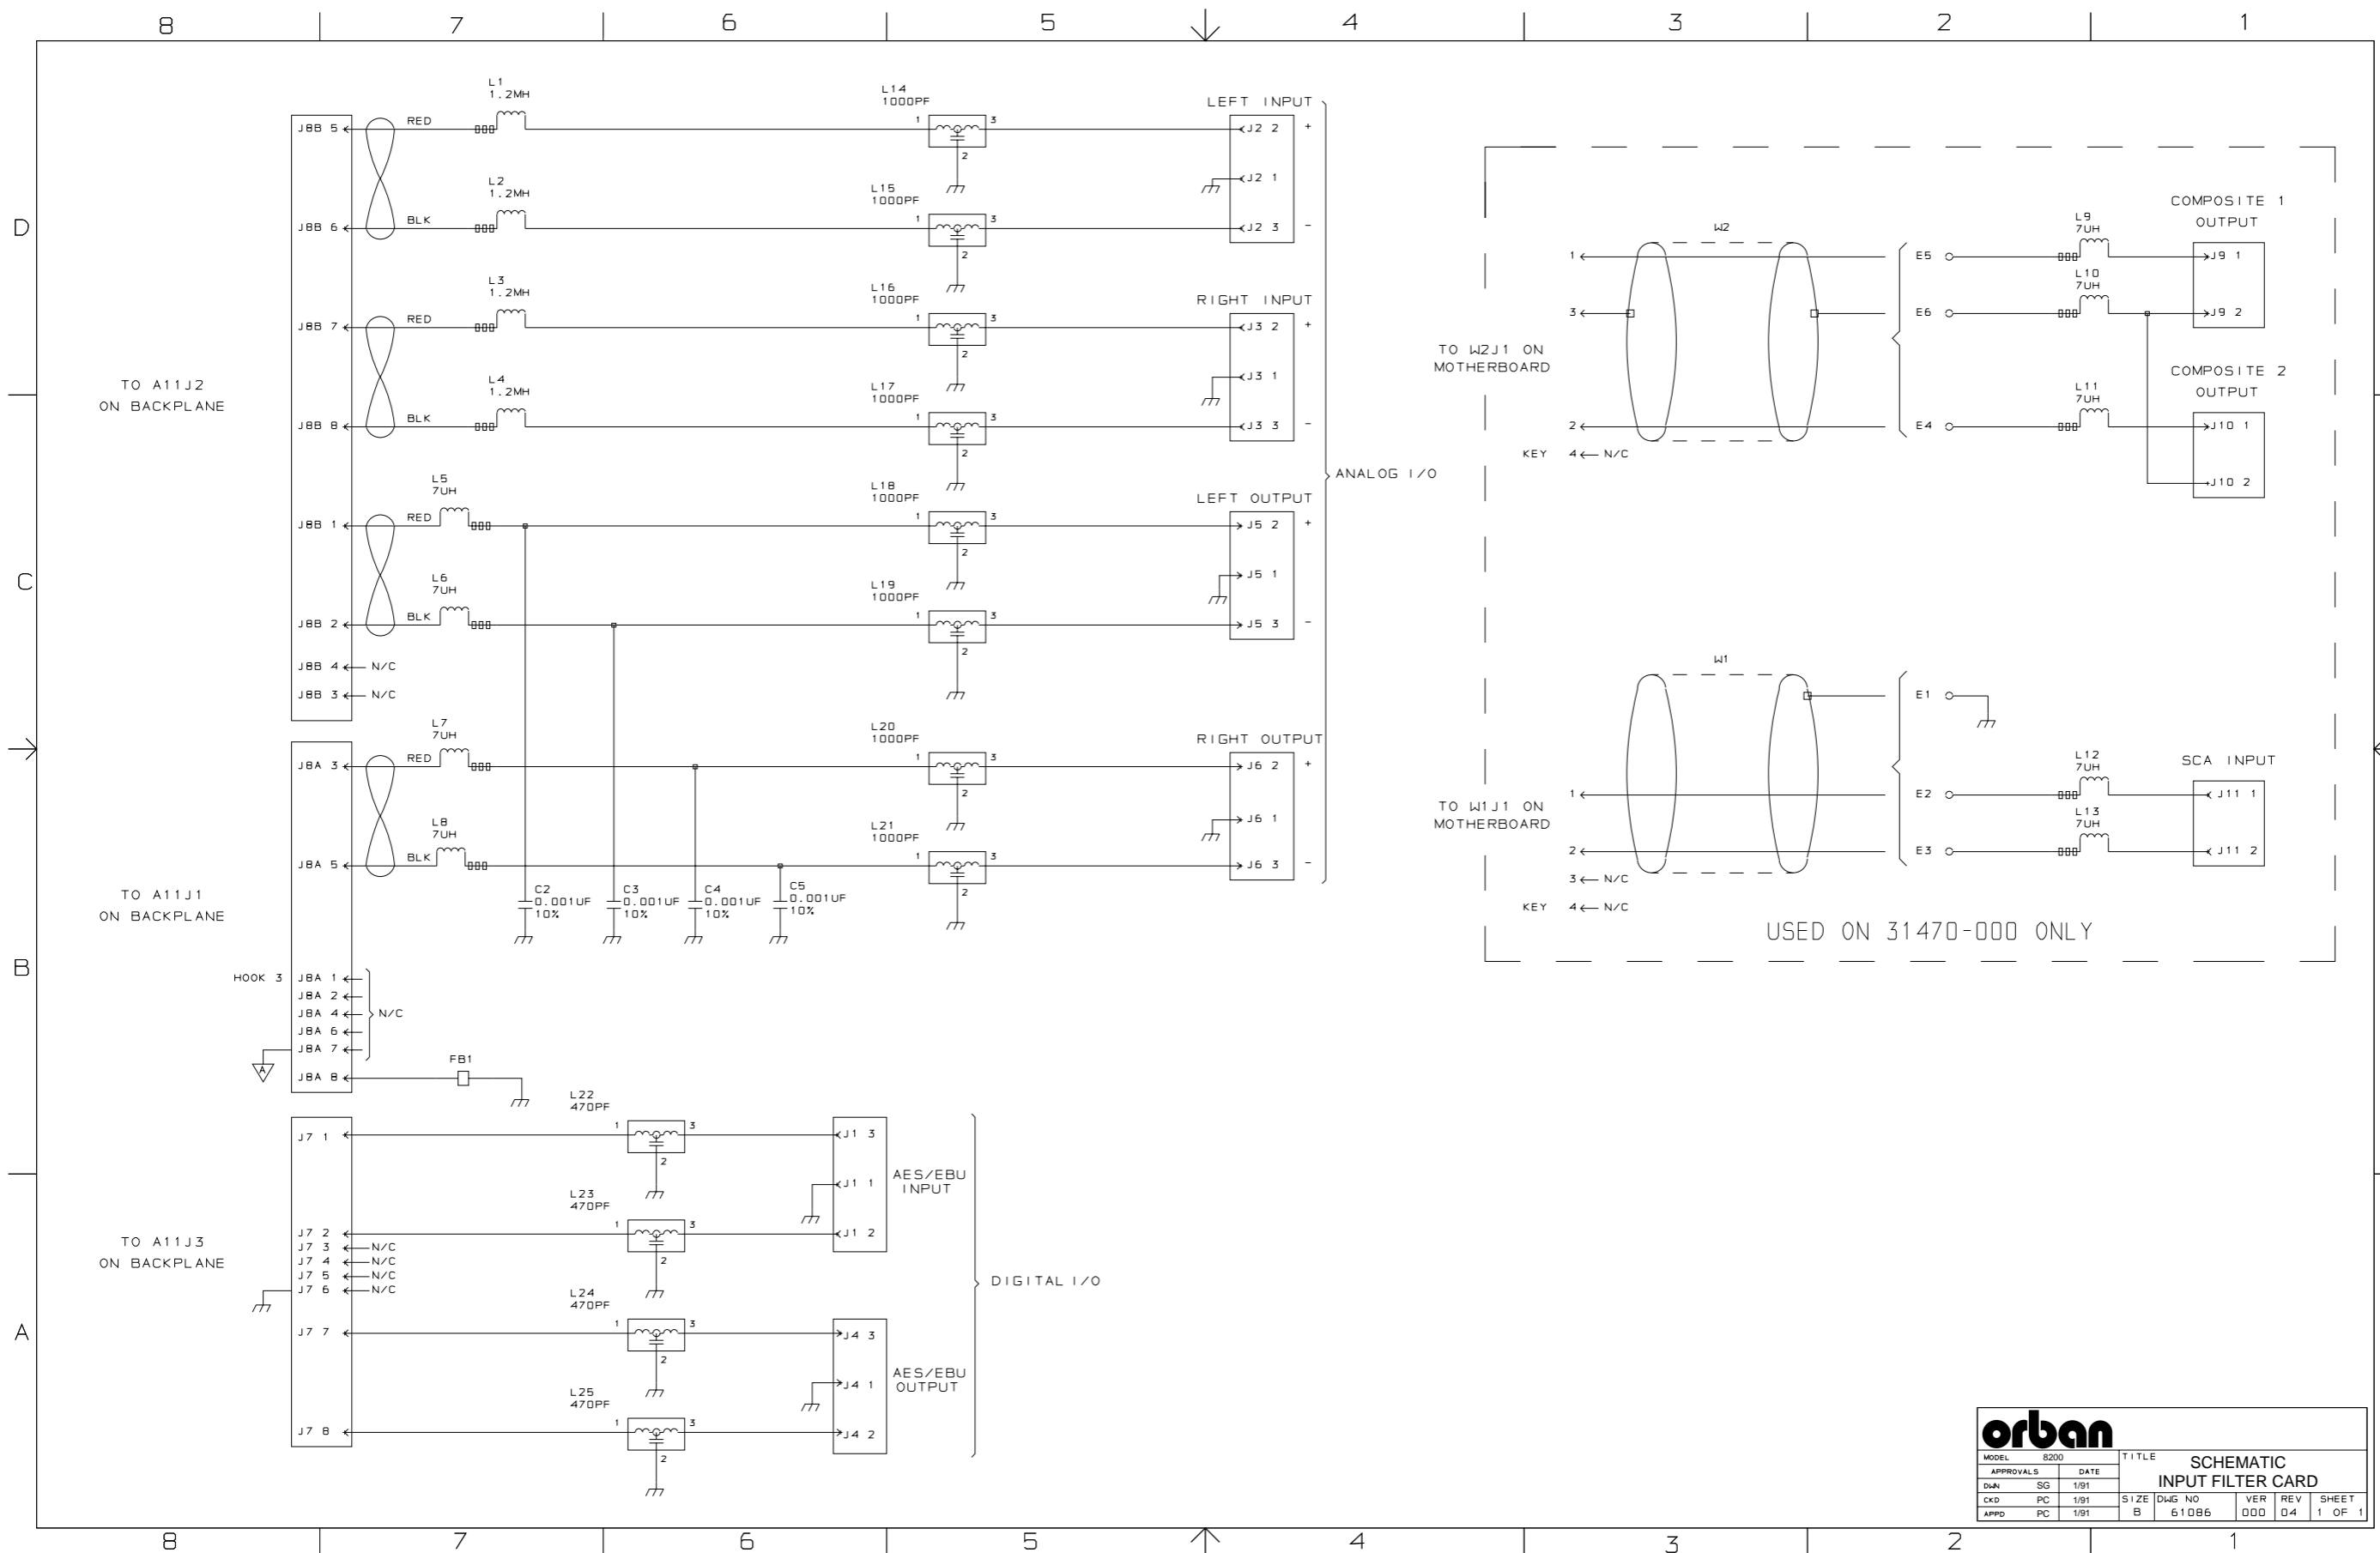 8 7 6 5 4 3 2 1
D
C
B
A
TO A11J2
ON BACKPLANE
J8B 5
J8B 6
J8B 7
J8B 8
J8B 1
J8B 2
J8B 4 N/C
J8B 3 N/C
RED
BLK
RED
BLK
RED
BLK
L1
1.2MH
L2
1.2MH
L3
1.2MH
L4
1.2MH
L5
7UH
L6
7UH
L14
1000PF
1 3
2
L15
1000PF
1 3
2
L16
1000PF
1 3
2
L17
1000PF
1 3
2
L18
1000PF
1 3
2
L19
1000PF
1 3
2
LEFT INPUT
J2 2 +
J2 1
J2 3 -
RIGHT INPUT
J3 2 +
J3 1
J3 3 -
LEFT OUTPUT
J5 2 +
J5 1
J5 3 -
ANALOG I/O
TO A11J1
ON BACKPLANE
J8A 3
J8A 5
RED
BLK
L7
7UH
L8
7UH
L20
1000PF
1 3
2
L21
1000PF
1 3
2
RIGHT OUTPUT
J6 2 +
J6 1
J6 3 -
C2
0.001UF
10%
C3
0.001UF
10%
C4
0.001UF
10%
C5
0.001UF
10%
HOOK 3 J8A 1
J8A 2
J8A 4 N/C
J8A 6
J8A 7
A
J8A 8
FB1
TO A11J3
ON BACKPLANE
J7 1
J7 2
J7 3 N/C
J7 4 N/C
J7 5 N/C
J7 6 N/C
J7 7
J7 8
L22
470PF
1 3
2
L23
470PF
1 3
2
L24
470PF
1 3
2
L25
470PF
1 3
2
J1 3
J1 1
J1 2
AES/EBU
INPUT
J4 3
J4 1
J4 2
AES/EBU
OUTPUT
DIGITAL I/O
W2
1
3
2
KEY 4 N/C
TO W2J1 ON
MOTHERBOARD
E5
E6
E4
L9
7UH
L10
7UH
L11
7UH
COMPOSITE 1
OUTPUT
J9 1
J9 2
COMPOSITE 2
OUTPUT
J10 1
J10 2
W1
TO W1J1 ON
MOTHERBOARD
1
2
3 N/C
KEY 4 N/C
E1
E2
E3
L12
7UH
L13
7UH
SCA INPUT
J11 1
J11 2
USED ON 31470-000 ONLY
orban
MODEL 8200
APPROVALS DATE
DWN SG 1/91
CKD PC 1/91
APPD PC 1/91
TITLE
SCHEMATIC
INPUT FILTER CARD
SIZE DWG NO VER REV SHEET
B 61086 000 04 1 OF 1
8 7 6 5 4 3 2 1